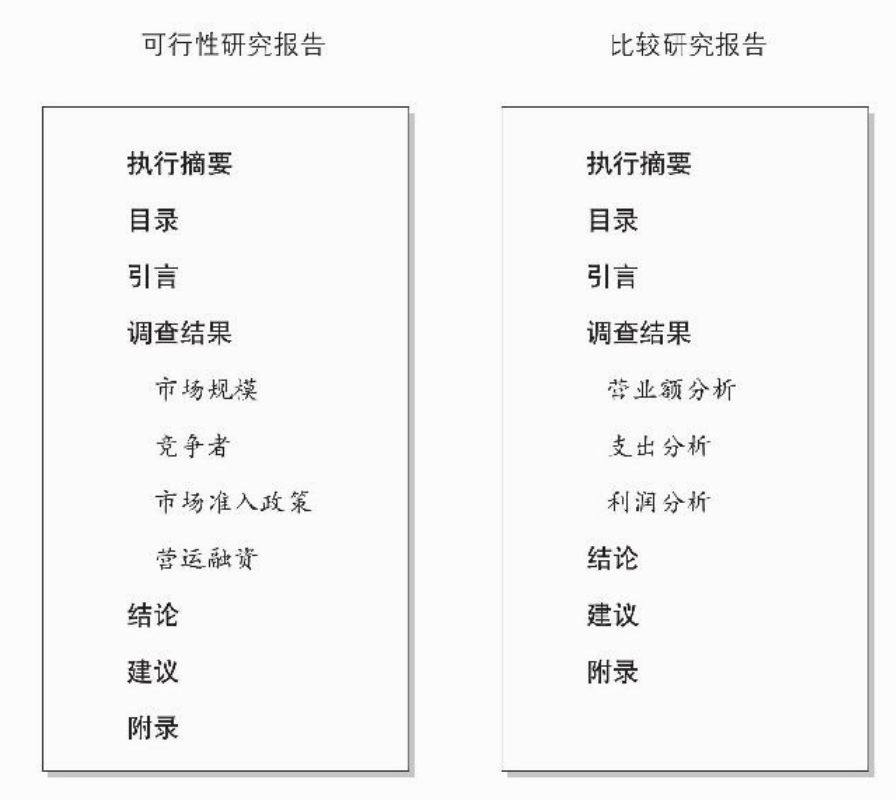 可行性研究报告
执行摘要
目录
引言
调查结果
市场规模
竞争者
市场准入政策
营运融资
结论
建议
附录
比较研究报告
执行摘要
目录
引言
调查结果
营业额分析
支出分析
利润分析
结论
建议
附录